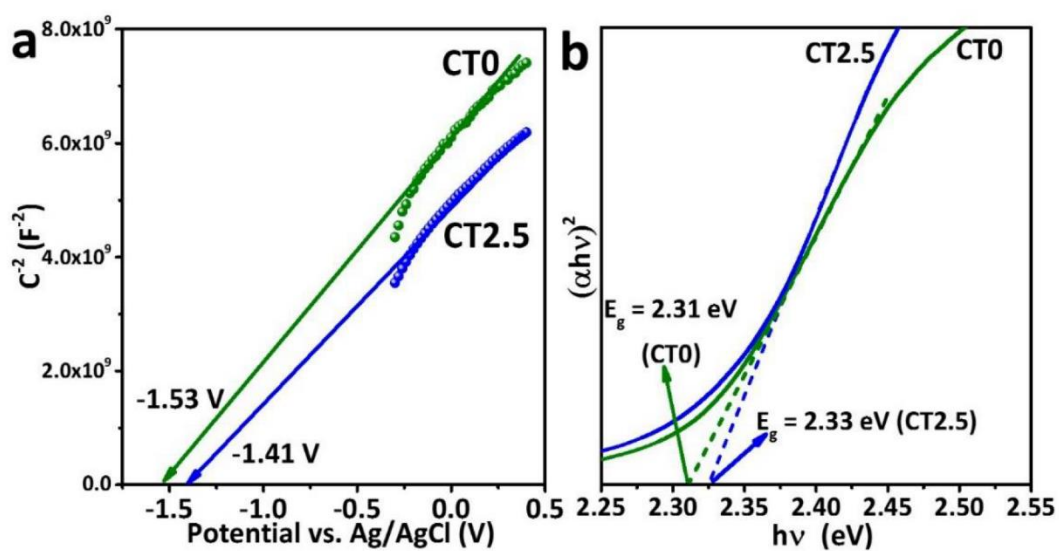 a
8.0x10⁹
6.0x10⁹
4.0x10⁹
2.0x10⁹
0.0
C⁻² (F⁻²)
CT0
CT2.5
-1.53 V
-1.41 V
-1.5 -1.0 -0.5 0.0 0.5
Potential vs. Ag/AgCl (V)
b
CT2.5
CT0
(αhν)²
E_g = 2.31 eV
(CT0)
E_g = 2.33 eV (CT2.5)
2.25 2.30 2.35 2.40 2.45 2.50 2.55
hν (eV)